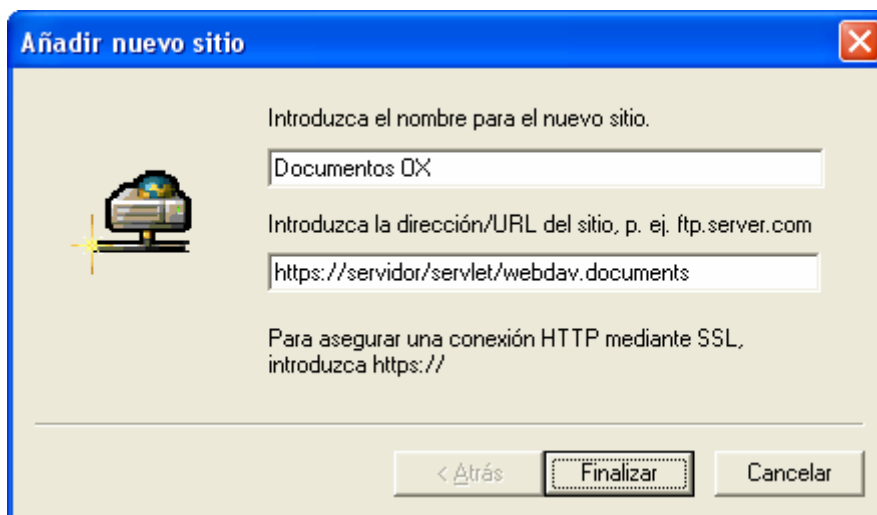 Añadir nuevo sitio
Introduzca el nombre para el nuevo sitio.
Documentos OX
Introduzca la dirección/URL del sitio, p. ej. ftp.server.com
https://servidor/servlet/webdav.documents
Para asegurar una conexión HTTP mediante SSL,
introduzca https://
< Atrás
Finalizar
Cancelar